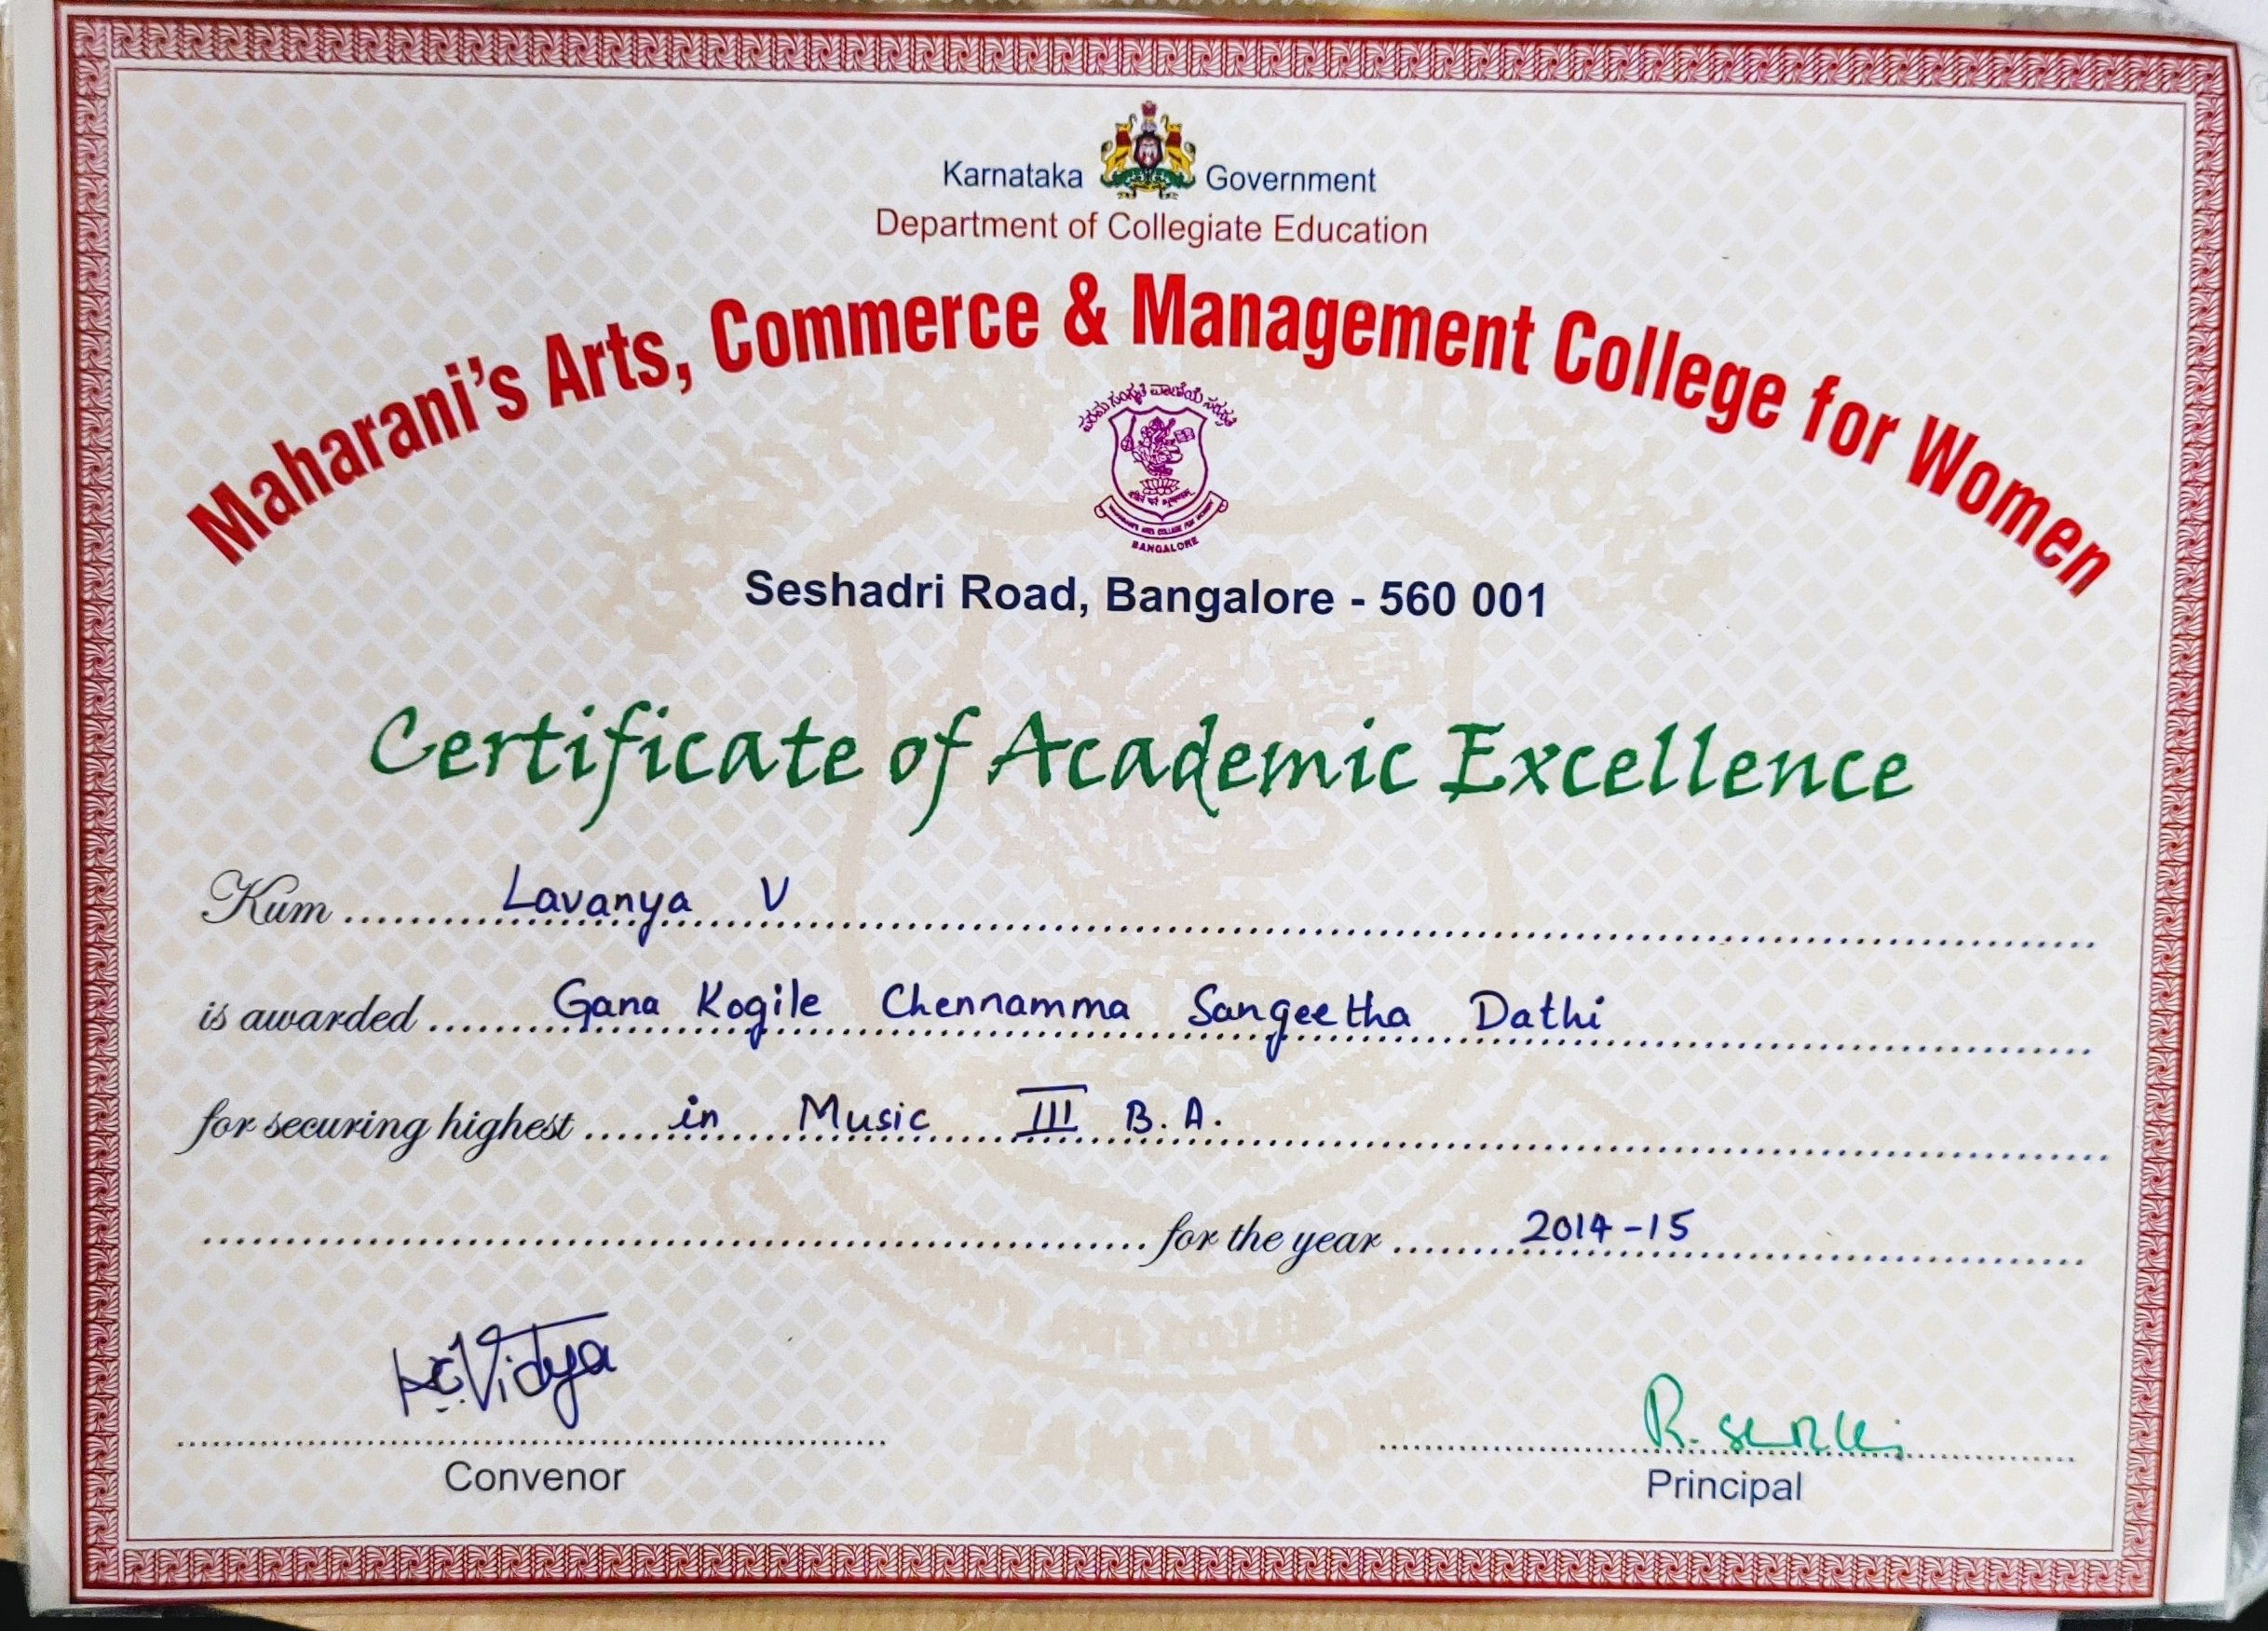 Karnataka Government
Department of Collegiate Education
Maharani's Arts, Commerce & Management College for Women
BANGALORE
Seshadri Road, Bangalore - 560 001
Certificate of Academic Excellence
Kum Lavanya V
is awarded Gana Kogile Chennamma Sangeetha Dathi
for securing highest in Music III B.A.
for the year 2014-15
Vidya
Convenor
Principal